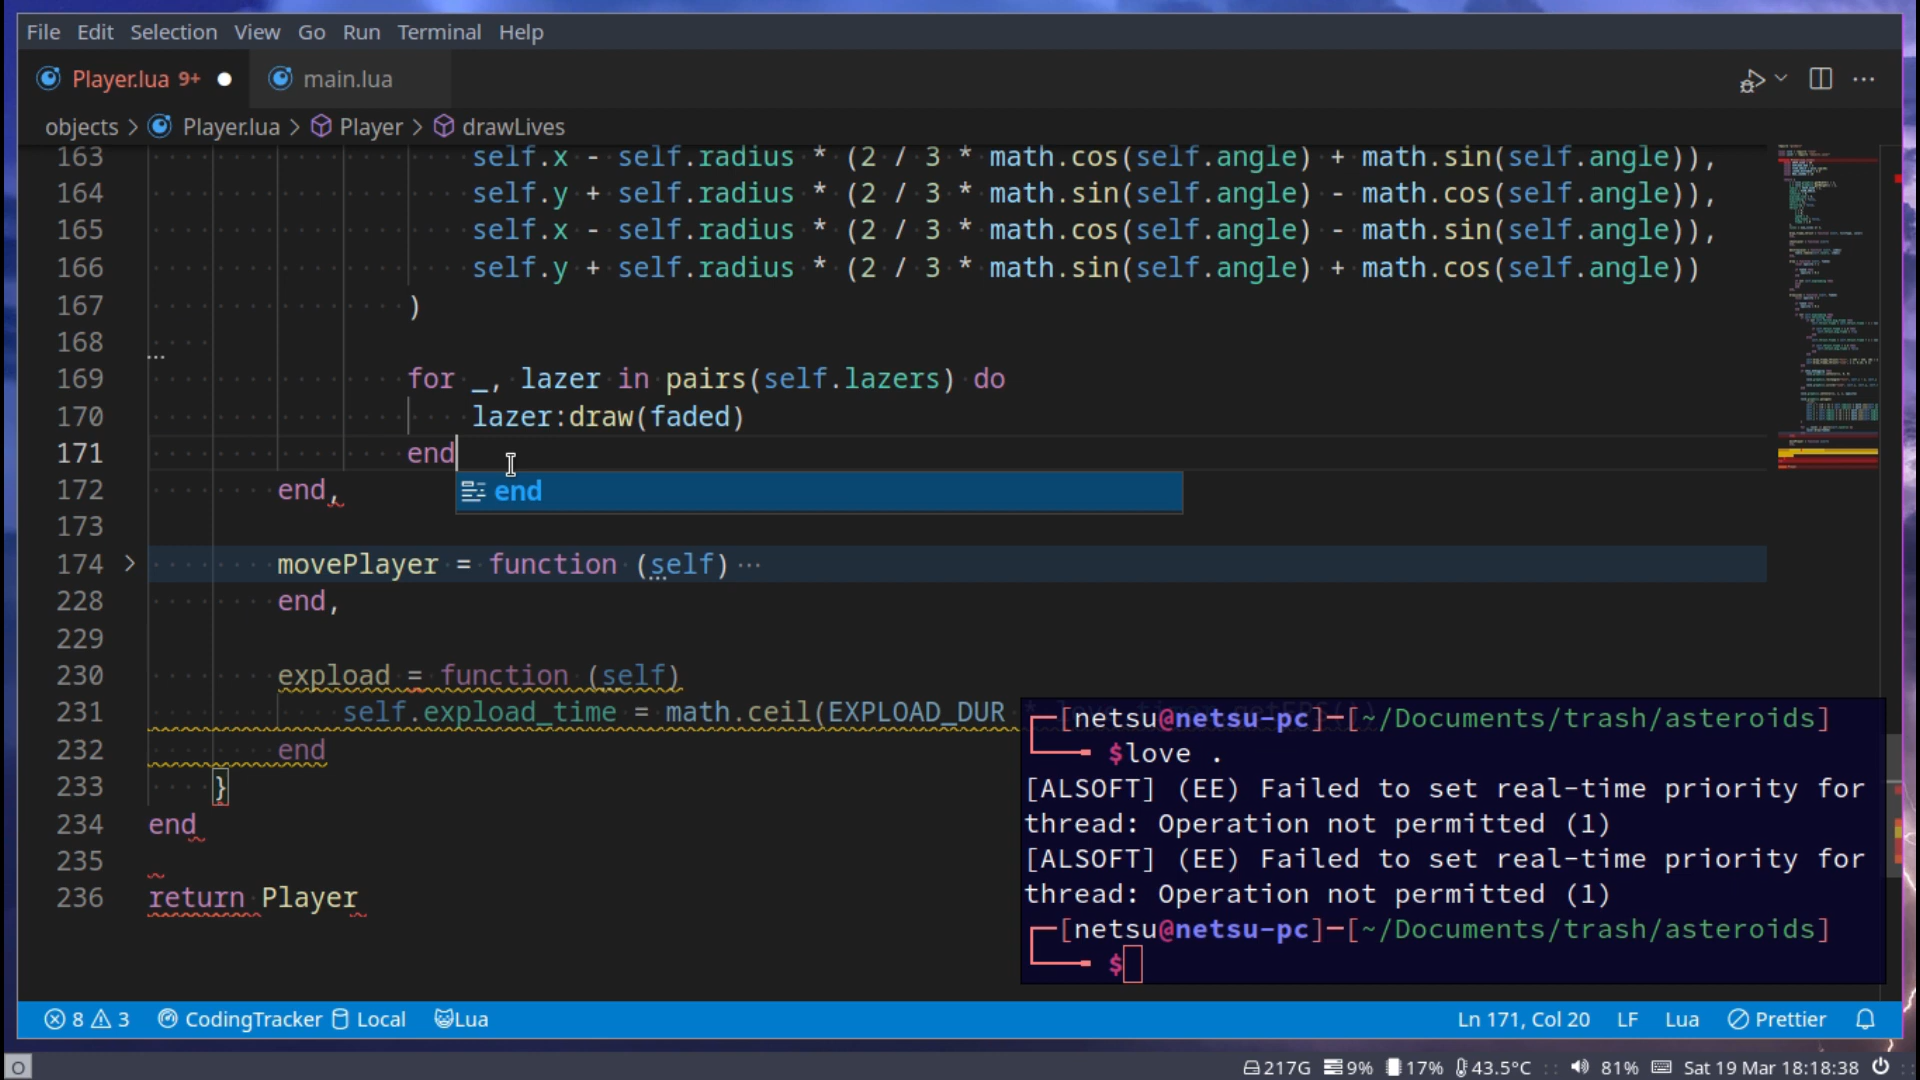 File Edit Selection View Go Run Terminal Help
Player.lua 9+ main.lua
objects > Player.lua > Player > drawLives
163 self.x - self.radius * (2 / 3 * math.cos(self.angle) + math.sin(self.angle)),
164 self.y + self.radius * (2 / 3 * math.sin(self.angle) - math.cos(self.angle)),
165 self.x - self.radius * (2 / 3 * math.cos(self.angle) - math.sin(self.angle)),
166 self.y + self.radius * (2 / 3 * math.sin(self.angle) + math.cos(self.angle))
167 )
168
169 for _, lazer in pairs(self.lazers) do
170 lazer:draw(faded)
171 end
172 end,
end
173
174 movePlayer = function (self) ···
228 end,
229
230 expload = function (self)
231 self.expload_time = math.ceil(EXPLOAD_DUR
232 end
233 }
234 end
235
236 return Player
[netsu@netsu-pc]-[~/Documents/trash/asteroids]
$love .
[ALSOFT] (EE) Failed to set real-time priority for
thread: Operation not permitted (1)
[ALSOFT] (EE) Failed to set real-time priority for
thread: Operation not permitted (1)
[netsu@netsu-pc]-[~/Documents/trash/asteroids]
$
8 3 CodingTracker Local Lua Ln 171, Col 20 LF Lua Prettier
217G 9% 17% 43.5°C :: 81% Sat 19 Mar 18:18:38